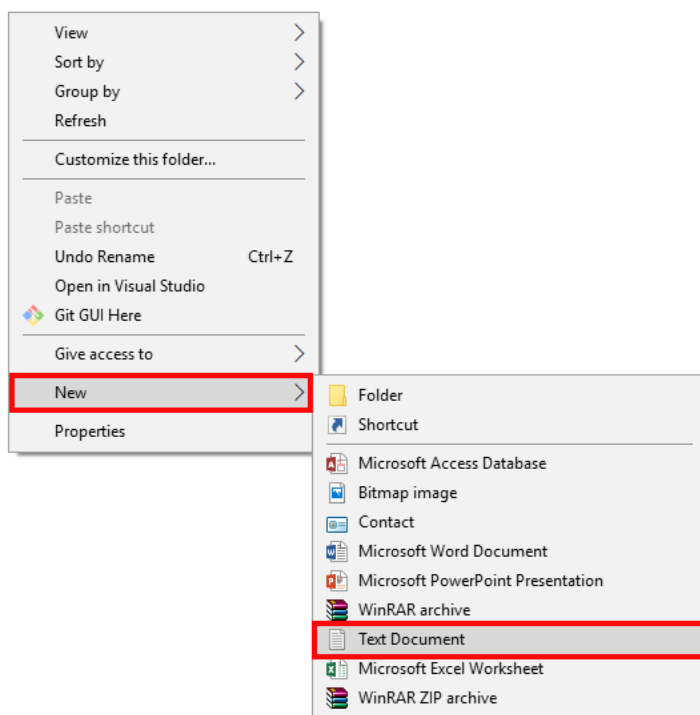 View
Sort by
Group by
Refresh
Customize this folder...
Paste
Paste shortcut
Undo Rename Ctrl+Z
Open in Visual Studio
Git GUI Here
Give access to
New
Properties
Folder
Shortcut
Microsoft Access Database
Bitmap image
Contact
Microsoft Word Document
Microsoft PowerPoint Presentation
WinRAR archive
Text Document
Microsoft Excel Worksheet
WinRAR ZIP archive